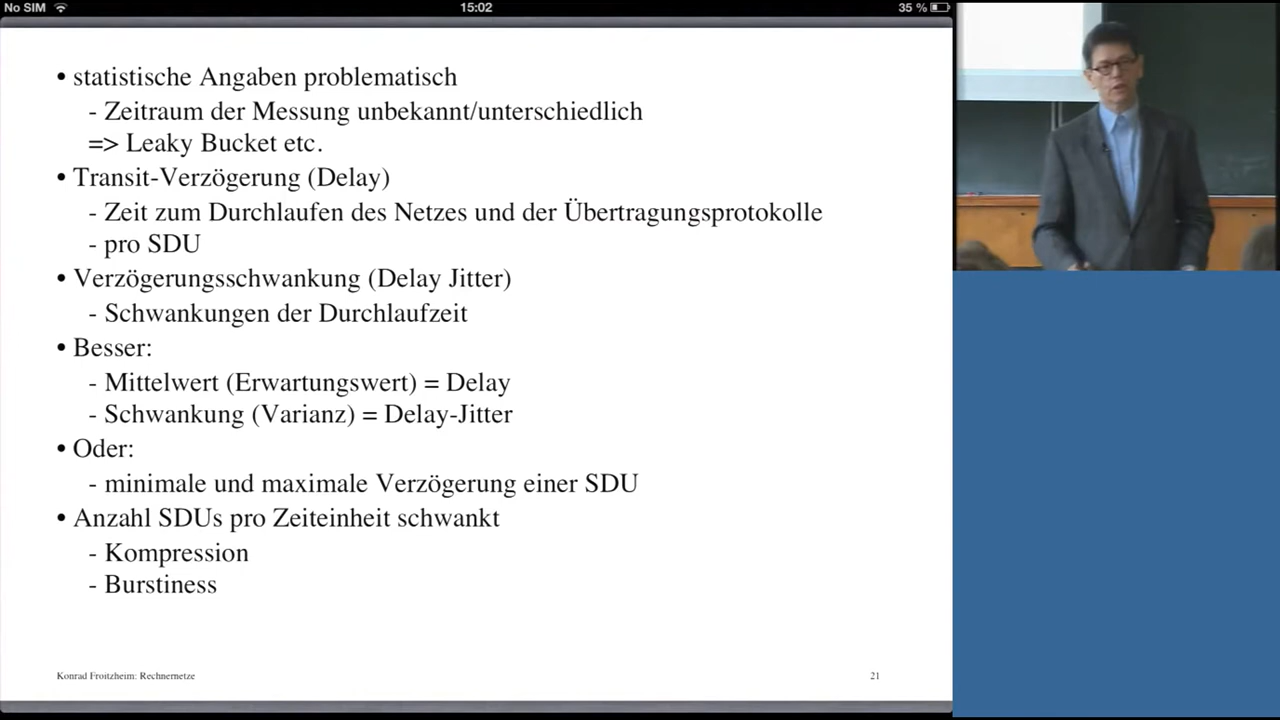 No SIM 15:02 35 %
• statistische Angaben problematisch
- Zeitraum der Messung unbekannt/unterschiedlich
=> Leaky Bucket etc.
• Transit-Verzögerung (Delay)
- Zeit zum Durchlaufen des Netzes und der Übertragungsprotokolle
- pro SDU
• Verzögerungsschwankung (Delay Jitter)
- Schwankungen der Durchlaufzeit
• Besser:
- Mittelwert (Erwartungswert) = Delay
- Schwankung (Varianz) = Delay-Jitter
• Oder:
- minimale und maximale Verzögerung einer SDU
• Anzahl SDUs pro Zeiteinheit schwankt
- Kompression
- Burstiness
Konrad Froitzheim: Rechnernetze 21